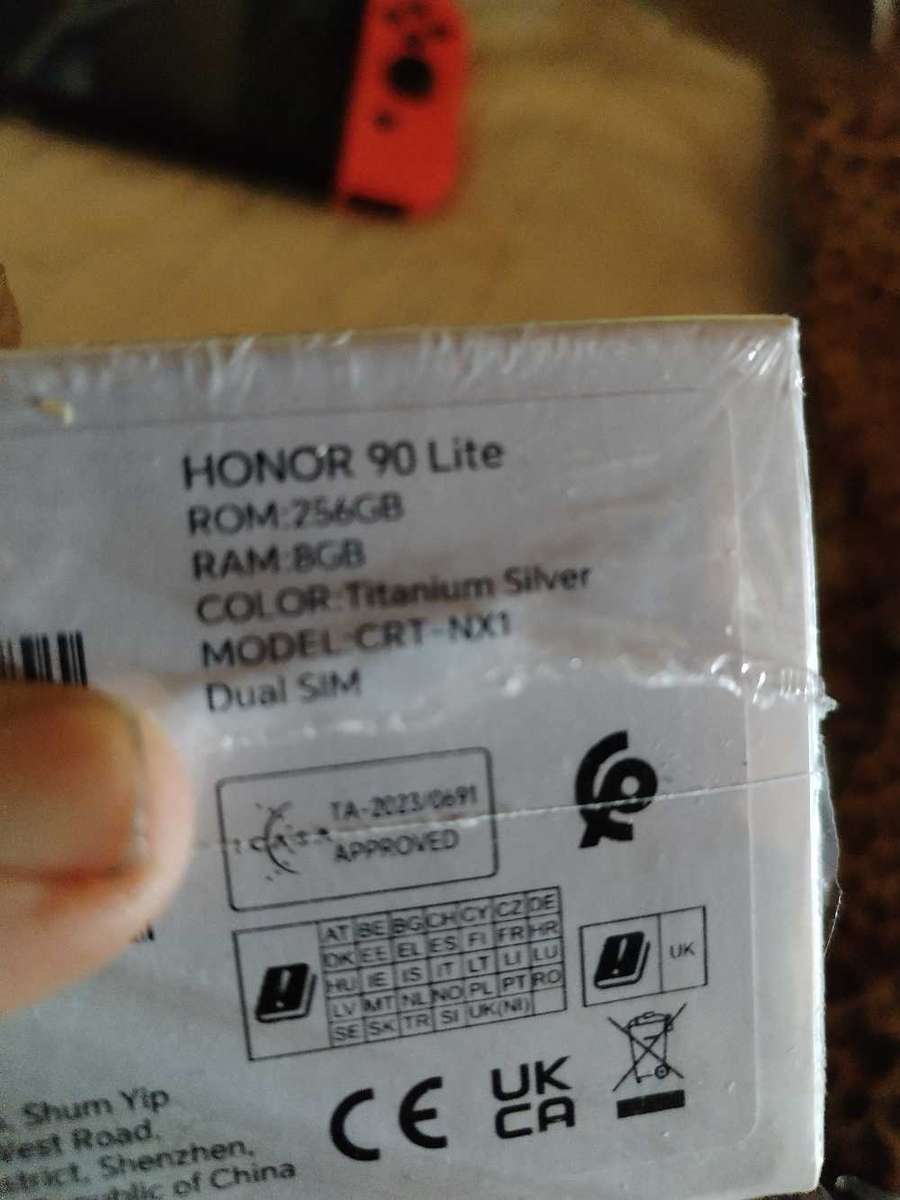 HONOR 90 Lite
ROM:256GB
RAM:8GB
COLOR:Titanium Silver
MODEL:CRT-NX1
Dual SIM
ICASA TA-2023/0691
APPROVED
AT BE BG CH CY CZ DE
DK EE EL ES FI FR HR
HU IE IS IT LT LI LU
LV MT NL NO PL PT RO
SE SK TR SI UK(NI)
UK
CE
UK
CA
Shum Yip
Road,
Shenzhen,
of China